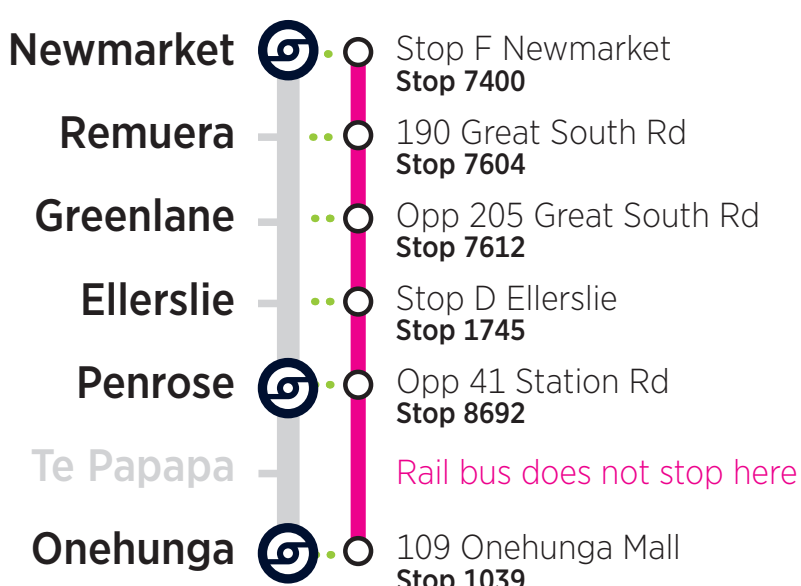 Newmarket
Stop F Newmarket
Stop 7400
Remuera
190 Great South Rd
Stop 7604
Greenlane
Opp 205 Great South Rd
Stop 7612
Ellerslie
Stop D Ellerslie
Stop 1745
Penrose
Opp 41 Station Rd
Stop 8692
Te Papapa
Rail bus does not stop here
Onehunga
109 Onehunga Mall
Stop 1039